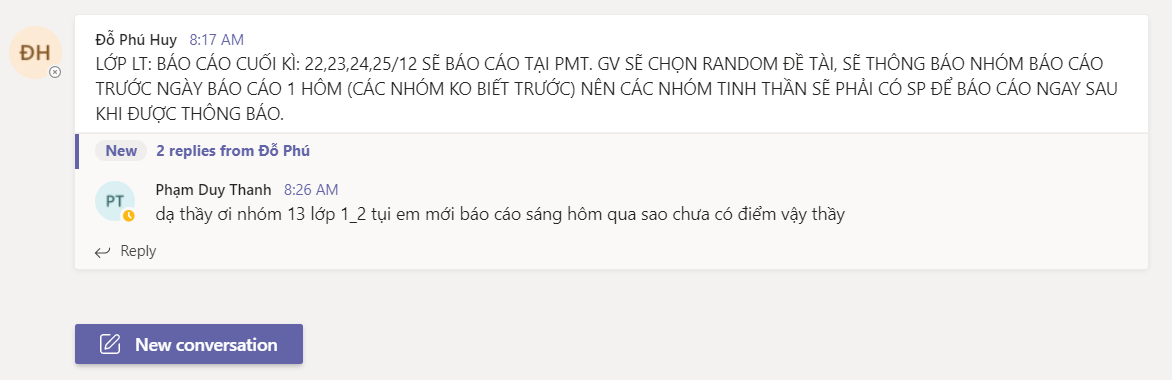 ĐH
Đỗ Phú Huy 8:17 AM
LỚP LT: BÁO CÁO CUỐI KÌ: 22,23,24,25/12 SẼ BÁO CÁO TẠI PMT. GV SẼ CHỌN RANDOM ĐỀ TÀI, SẼ THÔNG BÁO NHÓM BÁO CÁO
TRƯỚC NGÀY BÁO CÁO 1 HÔM (CÁC NHÓM KO BIẾT TRƯỚC) NÊN CÁC NHÓM TINH THẦN SẼ PHẢI CÓ SP ĐỂ BÁO CÁO NGAY SAU
KHI ĐƯỢC THÔNG BÁO.
New 2 replies from Đỗ Phú
PT
Phạm Duy Thanh 8:26 AM
dạ thầy ơi nhóm 13 lớp 1_2 tụi em mới báo cáo sáng hôm qua sao chưa có điểm vậy thầy
Reply
New conversation